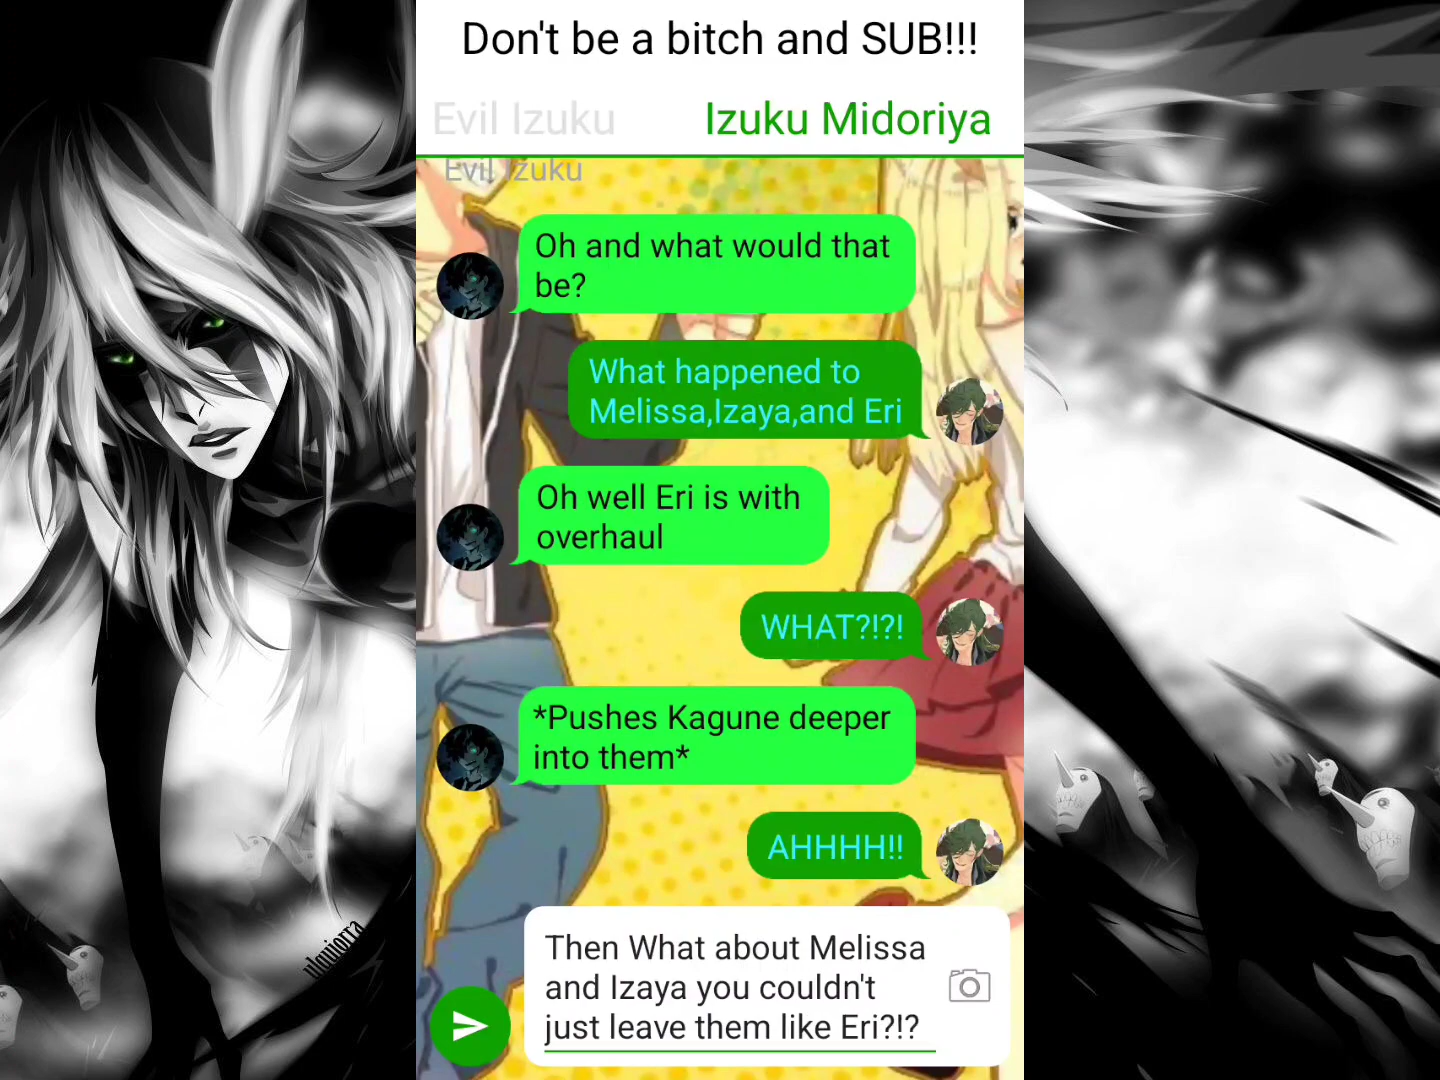 Don't be a bitch and SUB!!!
Evil Izuku
Izuku Midoriya
Evil Izuku
Oh and what would that
be?
What happened to
Melissa,Izaya,and Eri
Oh well Eri is with
overhaul
WHAT?!?!
*Pushes Kagune deeper
into them*
AHHHH!!
Then What about Melissa
and Izaya you couldn't
just leave them like Eri?!?
ulquiorra